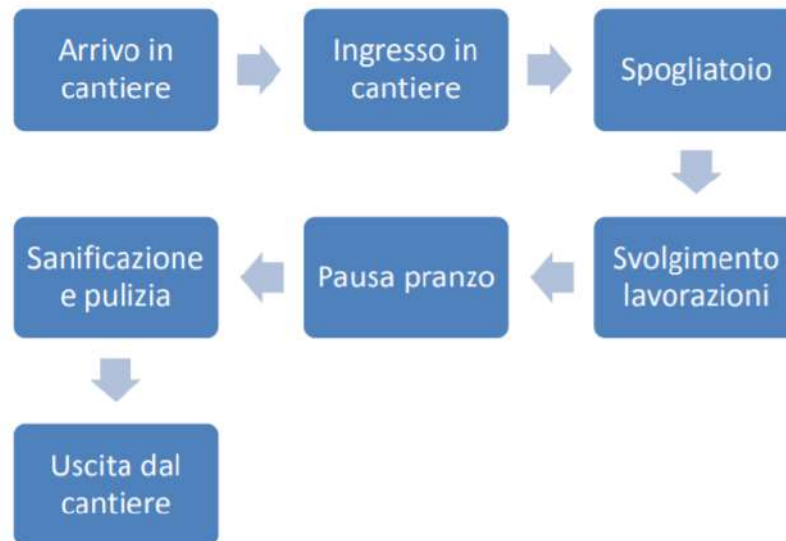 Arrivo in
cantiere
Ingresso in
cantiere
Spogliatoio
Svolgimento
lavorazioni
Pausa pranzo
Sanificazione
e pulizia
Uscita dal
cantiere